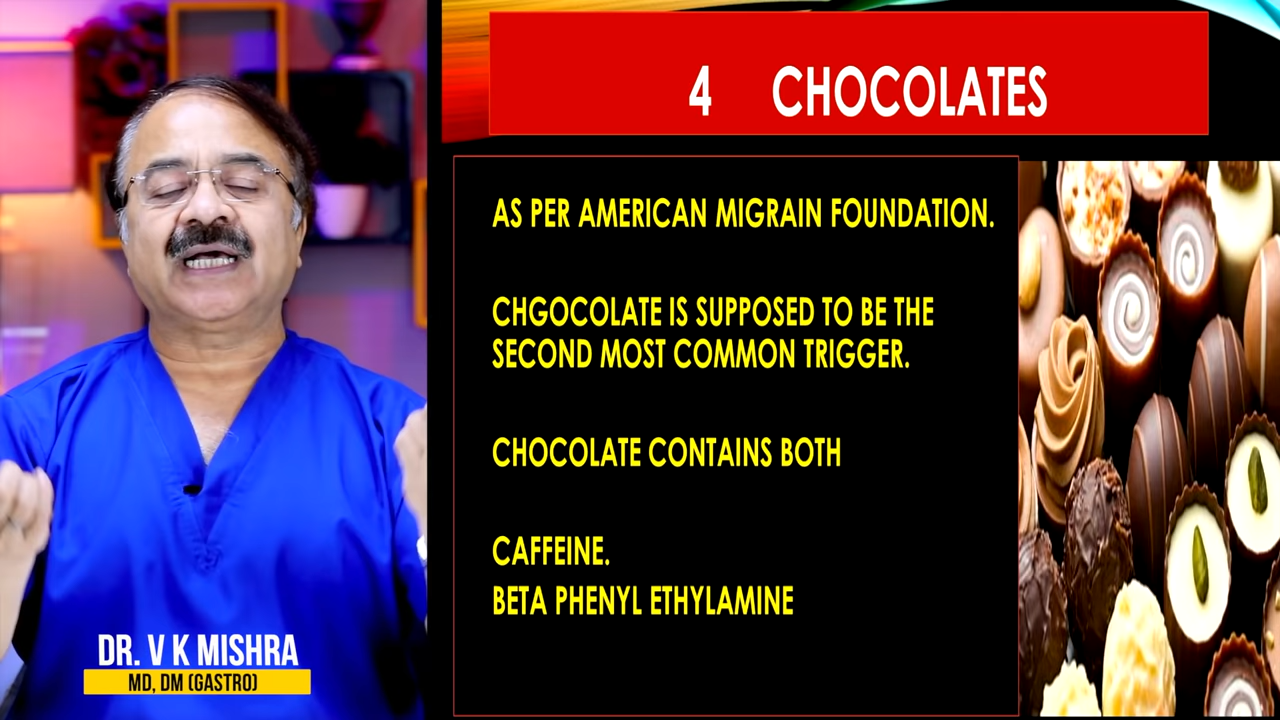 4 CHOCOLATES
AS PER AMERICAN MIGRAIN FOUNDATION.
CHGOCOLATE IS SUPPOSED TO BE THE
SECOND MOST COMMON TRIGGER.
CHOCOLATE CONTAINS BOTH
CAFFEINE.
BETA PHENYL ETHYLAMINE
DR. V K MISHRA
MD, DM (GASTRO)